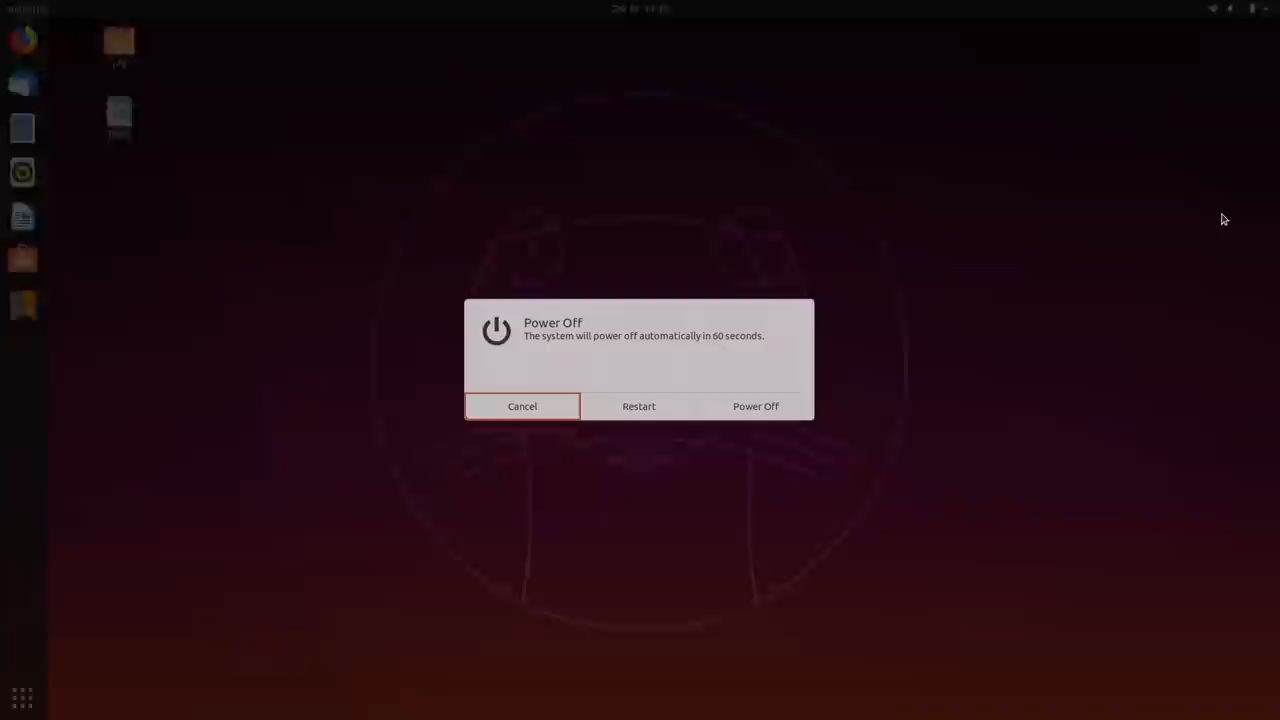 Power Off
The system will power off automatically in 60 seconds.
Cancel
Restart
Power Off